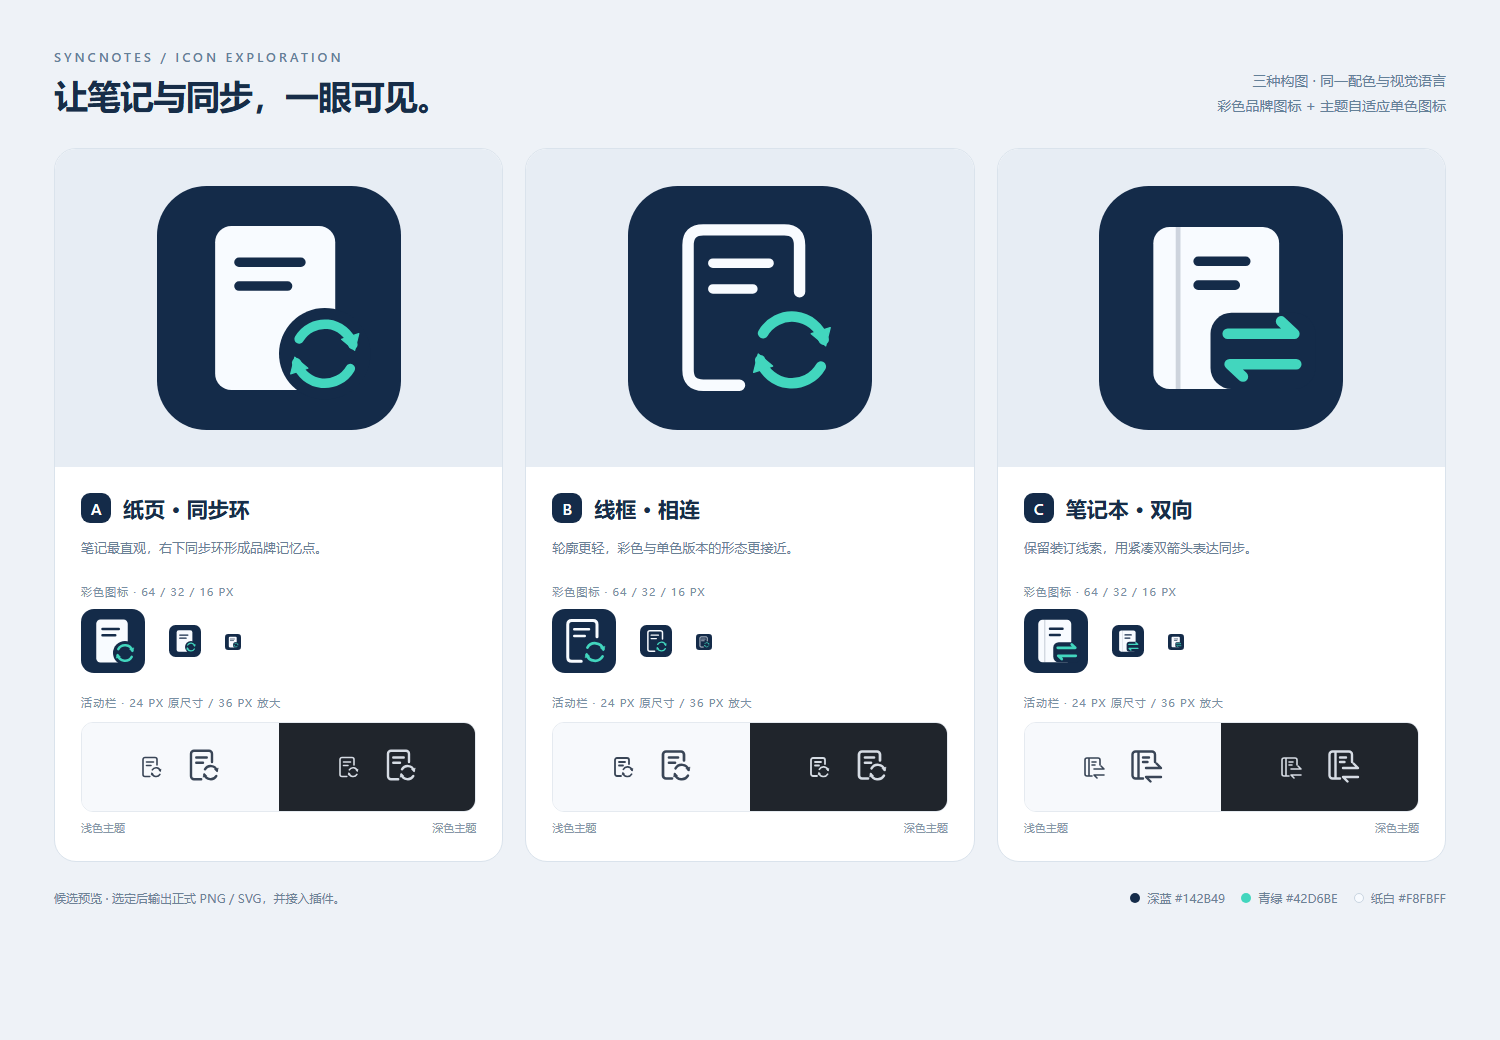 SYNCNOTES / ICON EXPLORATION
让笔记与同步，一眼可见。
三种构图 · 同一配色与视觉语言
彩色品牌图标 + 主题自适应单色图标
A 纸页 · 同步环
笔记最直观，右下同步环形成品牌记忆点。
彩色图标 · 64 / 32 / 16 PX
活动栏 · 24 PX 原尺寸 / 36 PX 放大
浅色主题 深色主题
B 线框 · 相连
轮廓更轻，彩色与单色版本的形态更接近。
彩色图标 · 64 / 32 / 16 PX
活动栏 · 24 PX 原尺寸 / 36 PX 放大
浅色主题 深色主题
C 笔记本 · 双向
保留装订线索，用紧凑双箭头表达同步。
彩色图标 · 64 / 32 / 16 PX
活动栏 · 24 PX 原尺寸 / 36 PX 放大
浅色主题 深色主题
候选预览 · 选定后输出正式 PNG / SVG，并接入插件。
深蓝 #142B49 青绿 #42D6BE 纸白 #F8FBFF